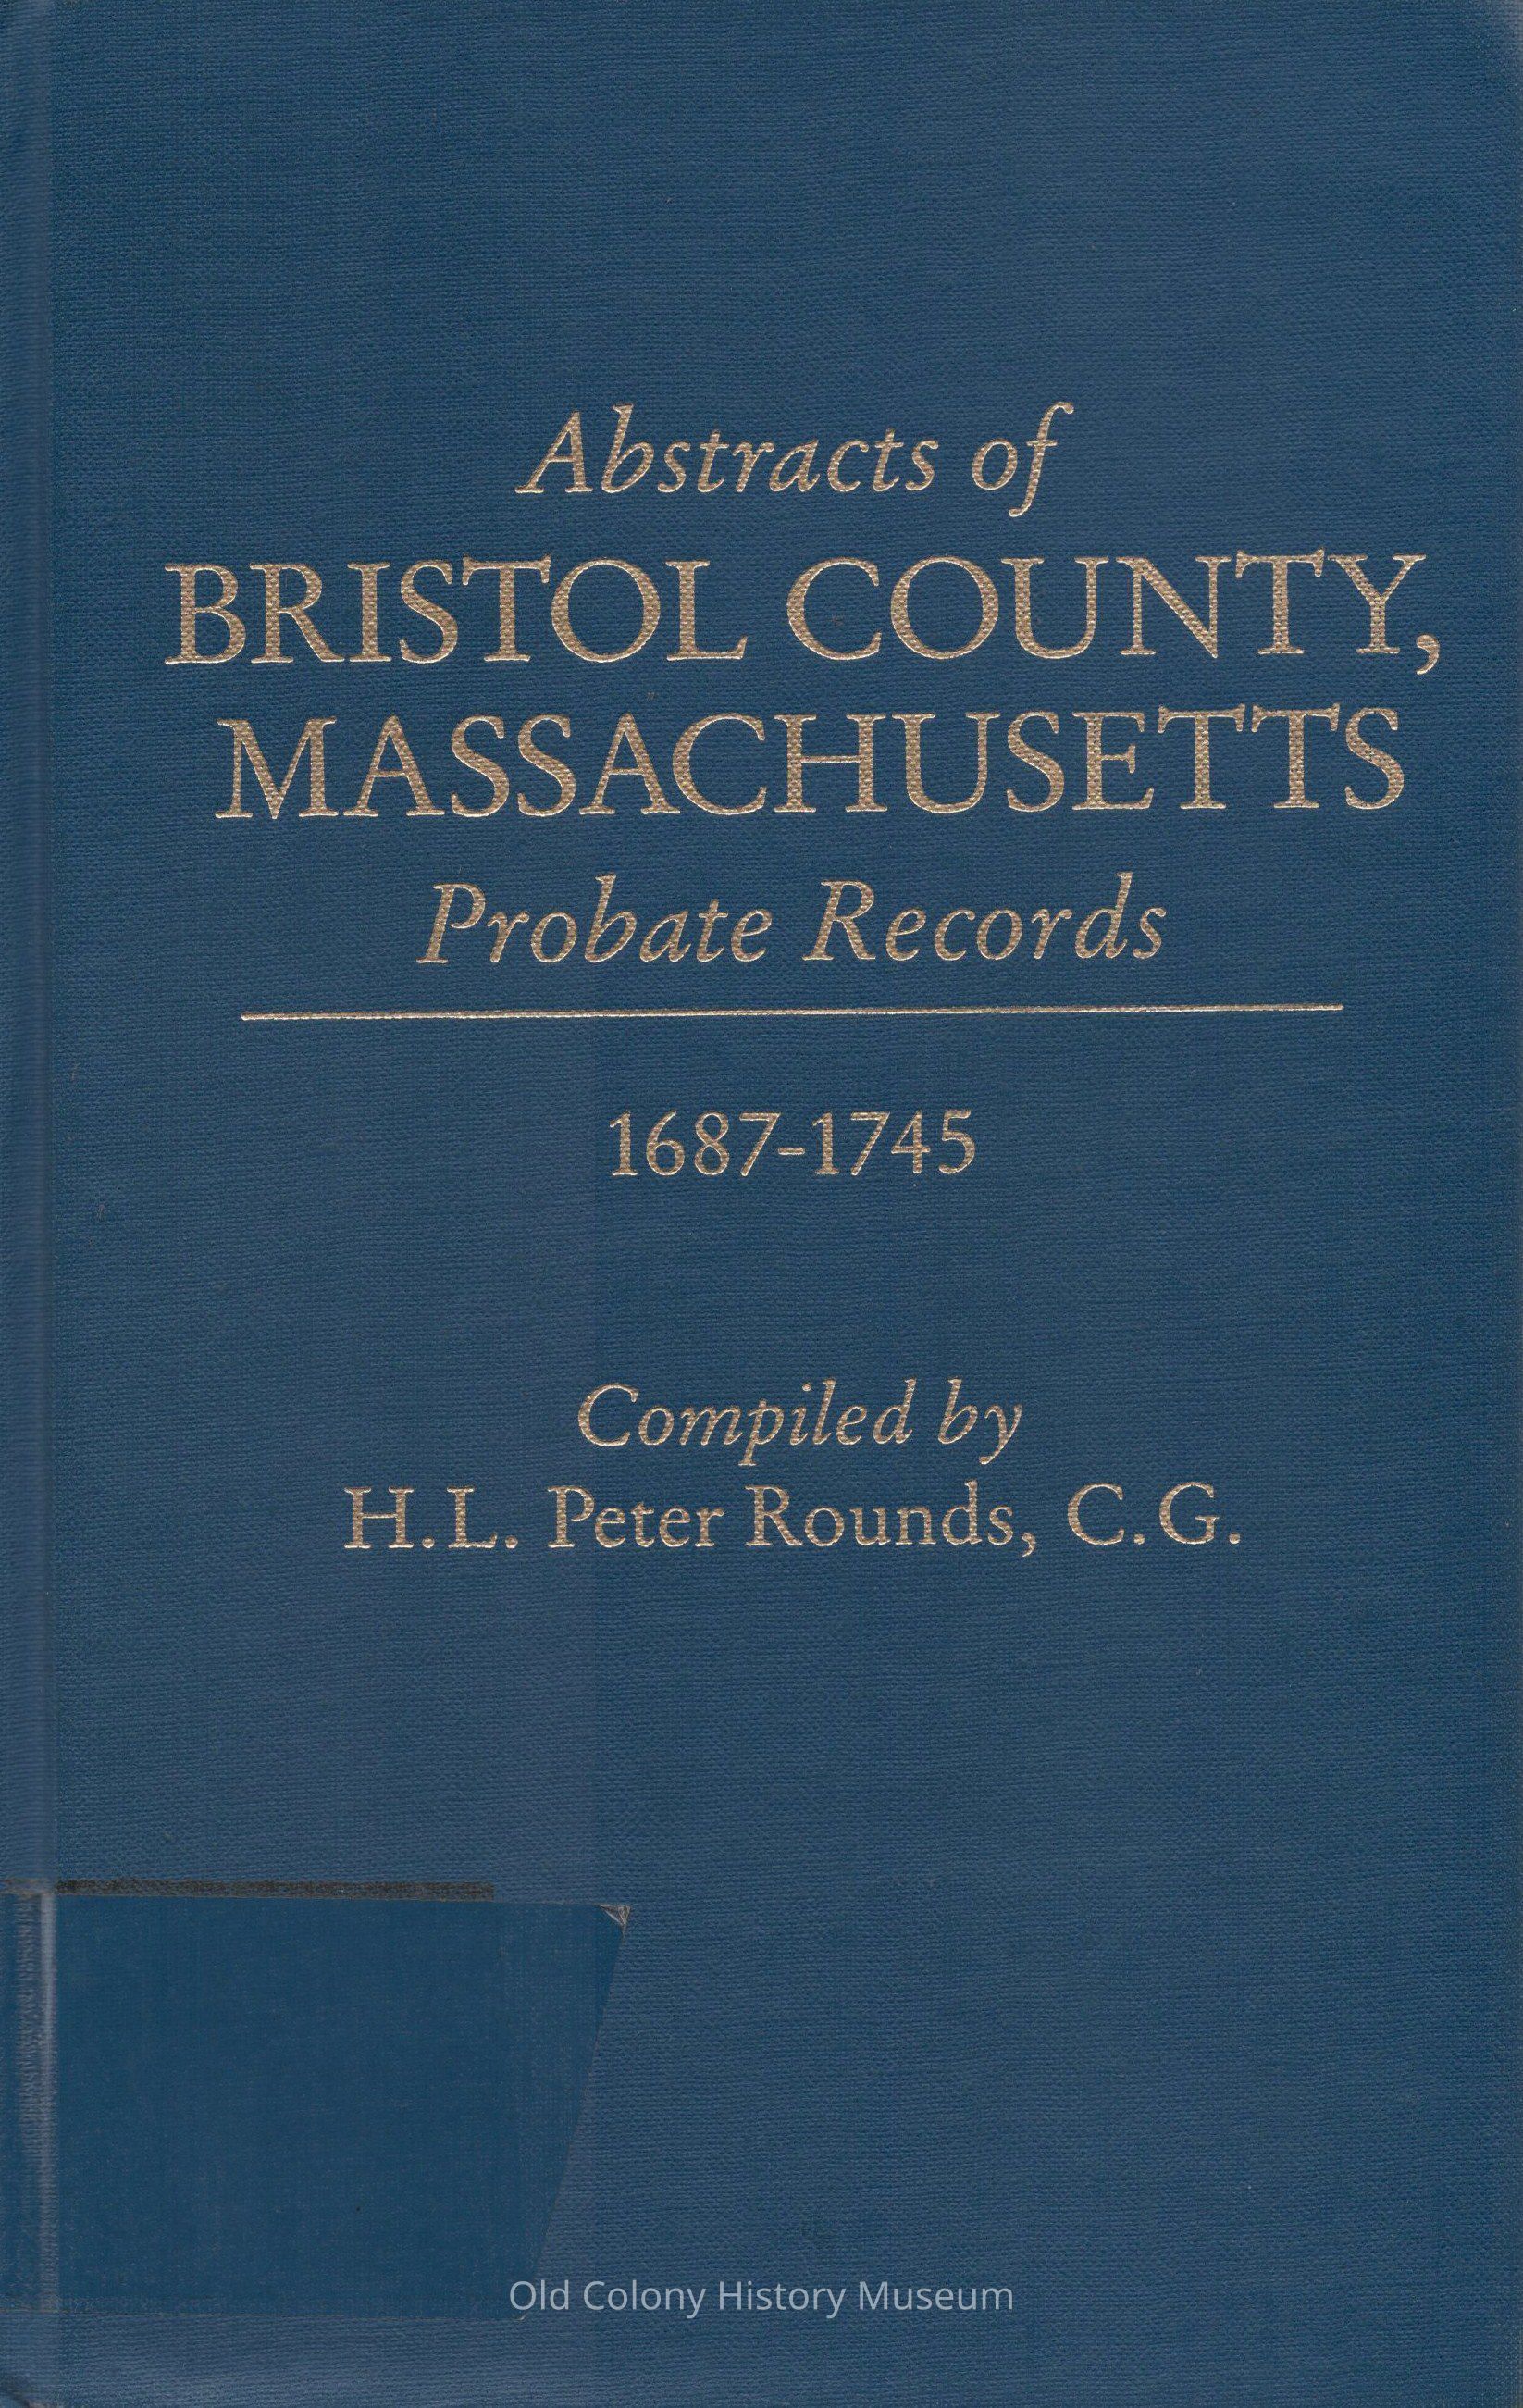 Abstracts of
BRISTOL COUNTY,
MASSACHUSETTS
Probate Records
1687-1745
Compiled by
H. L. Peter Rounds, C. G.
Old Colony History Museum